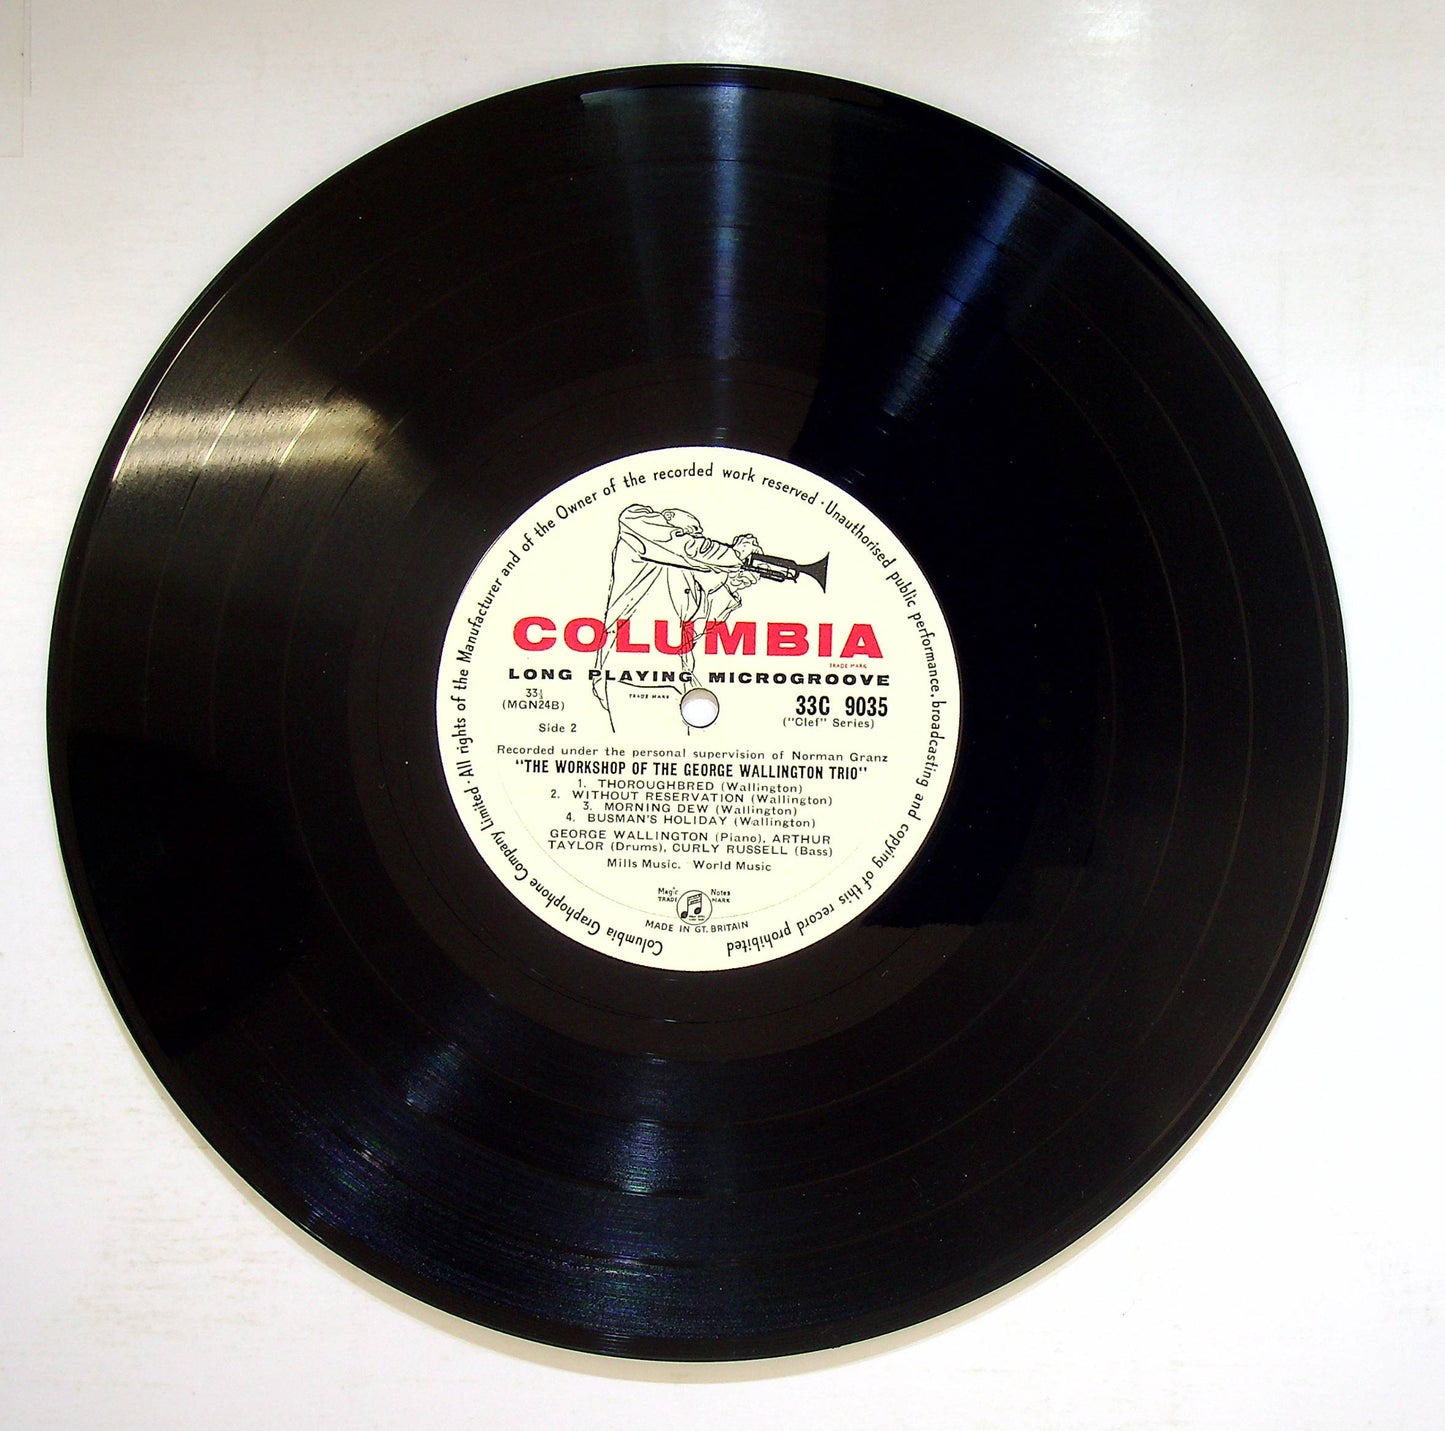 All rights of the Manufacturer and of the Owner of the recorded work reserved · Unauthorised public performance, broadcasting and copying of this record prohibited
COLUMBIA
TRADE MARK
LONG PLAYING MICROGROOVE
TRADE MARK
33⅓
(MGN24B)
Side 2
33C 9035
("Clef" Series)
Recorded under the personal supervision of Norman Granz
"THE WORKSHOP OF THE GEORGE WALLINGTON TRIO"
1. THOROUGHBRED (Wallington)
2. WITHOUT RESERVATION (Wallington)
3. MORNING DEW (Wallington)
4. BUSMAN'S HOLIDAY (Wallington)
GEORGE WALLINGTON (Piano), ARTHUR
TAYLOR (Drums), CURLY RUSSELL (Bass)
Mills Music. World Music
Magic Notes
TRADE MARK
MADE IN GT. BRITAIN
Columbia Graphophone Company Limited ·